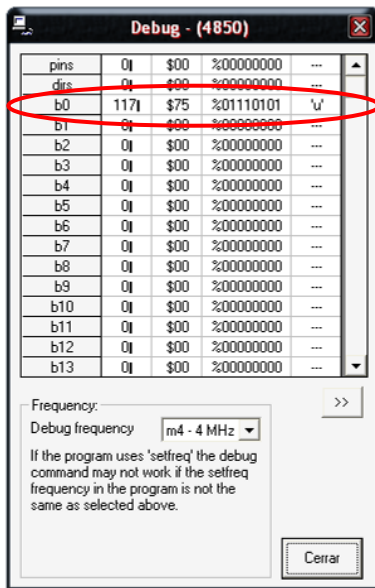 Debug - (4850)
pins 0 $00 %00000000 ---
dirs 0 $00 %00000000 ---
b0 117 $75 %01110101 'u'
b1 0 $00 %00000000 ---
b2 0 $00 %00000000 ---
b3 0 $00 %00000000 ---
b4 0 $00 %00000000 ---
b5 0 $00 %00000000 ---
b6 0 $00 %00000000 ---
b7 0 $00 %00000000 ---
b8 0 $00 %00000000 ---
b9 0 $00 %00000000 ---
b10 0 $00 %00000000 ---
b11 0 $00 %00000000 ---
b12 0 $00 %00000000 ---
b13 0 $00 %00000000 ---
>>
Frequency:
Debug frequency m4 - 4 MHz
If the program uses 'setfreq' the debug
command may not work if the setfreq
frequency in the program is not the
same as selected above.
Cerrar